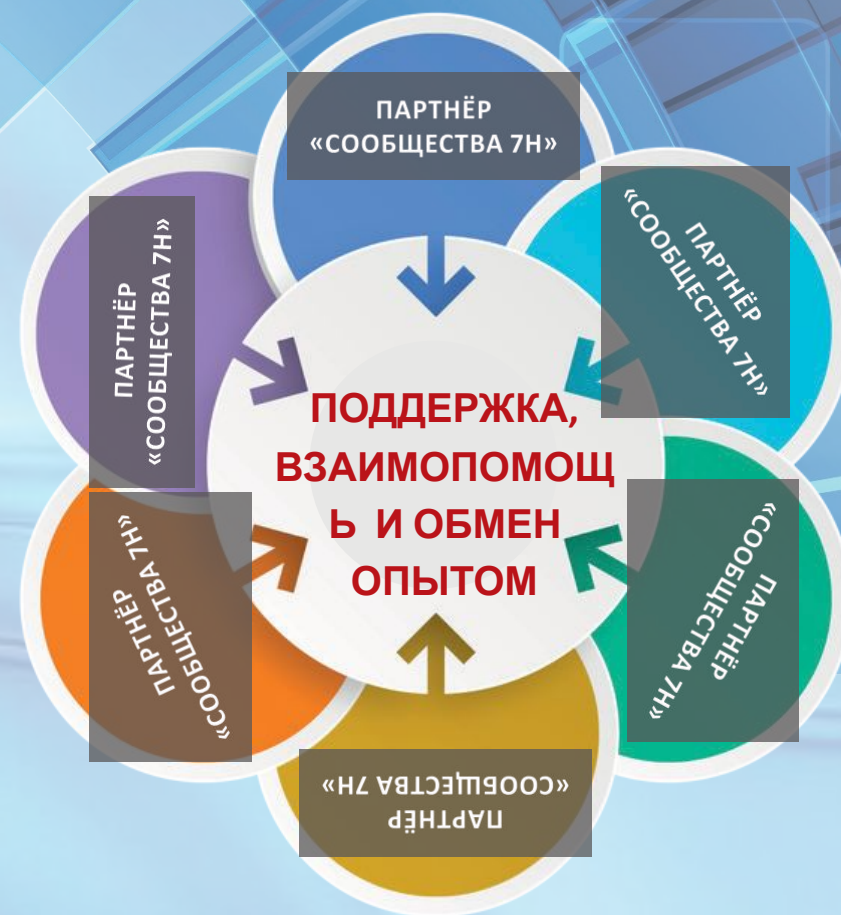 ПАРТНЁР
«СООБЩЕСТВА 7Н»
ПАРТНЁР
«СООБЩЕСТВА 7Н»
ПАРТНЁР
«СООБЩЕСТВА 7Н»
ПОДДЕРЖКА,
ВЗАИМОПОМОЩ
Ь И ОБМЕН
ОПЫТОМ
ПАРТНЁР
«СООБЩЕСТВА 7Н»
ПАРТНЁР
«СООБЩЕСТВА 7Н»
ПАРТНЁР
«СООБЩЕСТВА 7Н»